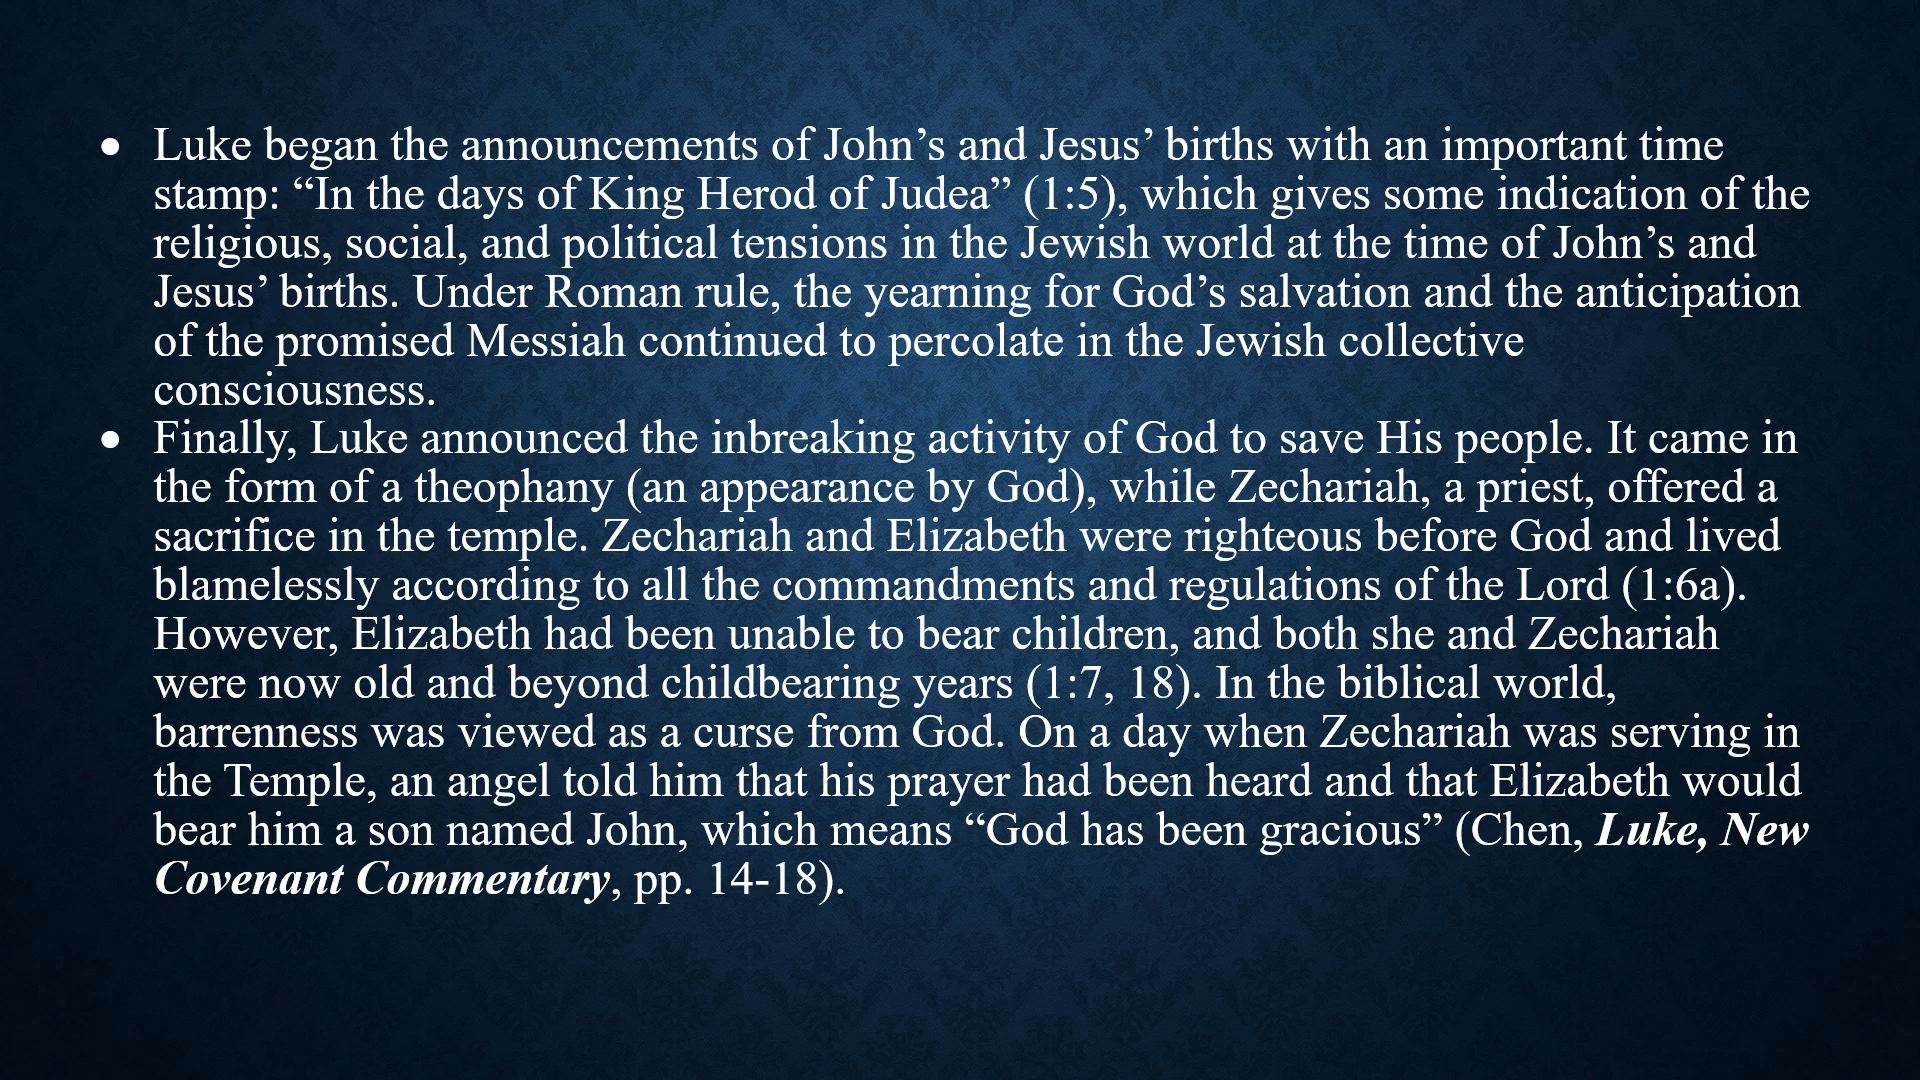 • Luke began the announcements of John’s and Jesus’ births with an important time
stamp: “In the days of King Herod of Judea” (1:5), which gives some indication of the
religious, social, and political tensions in the Jewish world at the time of John’s and
Jesus’ births. Under Roman rule, the yearning for God’s salvation and the anticipation
of the promised Messiah continued to percolate in the Jewish collective
consciousness.
• Finally, Luke announced the inbreaking activity of God to save His people. It came in
the form of a theophany (an appearance by God), while Zechariah, a priest, offered a
sacrifice in the temple. Zechariah and Elizabeth were righteous before God and lived
blamelessly according to all the commandments and regulations of the Lord (1:6a).
However, Elizabeth had been unable to bear children, and both she and Zechariah
were now old and beyond childbearing years (1:7, 18). In the biblical world,
barrenness was viewed as a curse from God. On a day when Zechariah was serving in
the Temple, an angel told him that his prayer had been heard and that Elizabeth would
bear him a son named John, which means “God has been gracious” (Chen, Luke, New
Covenant Commentary, pp. 14-18).